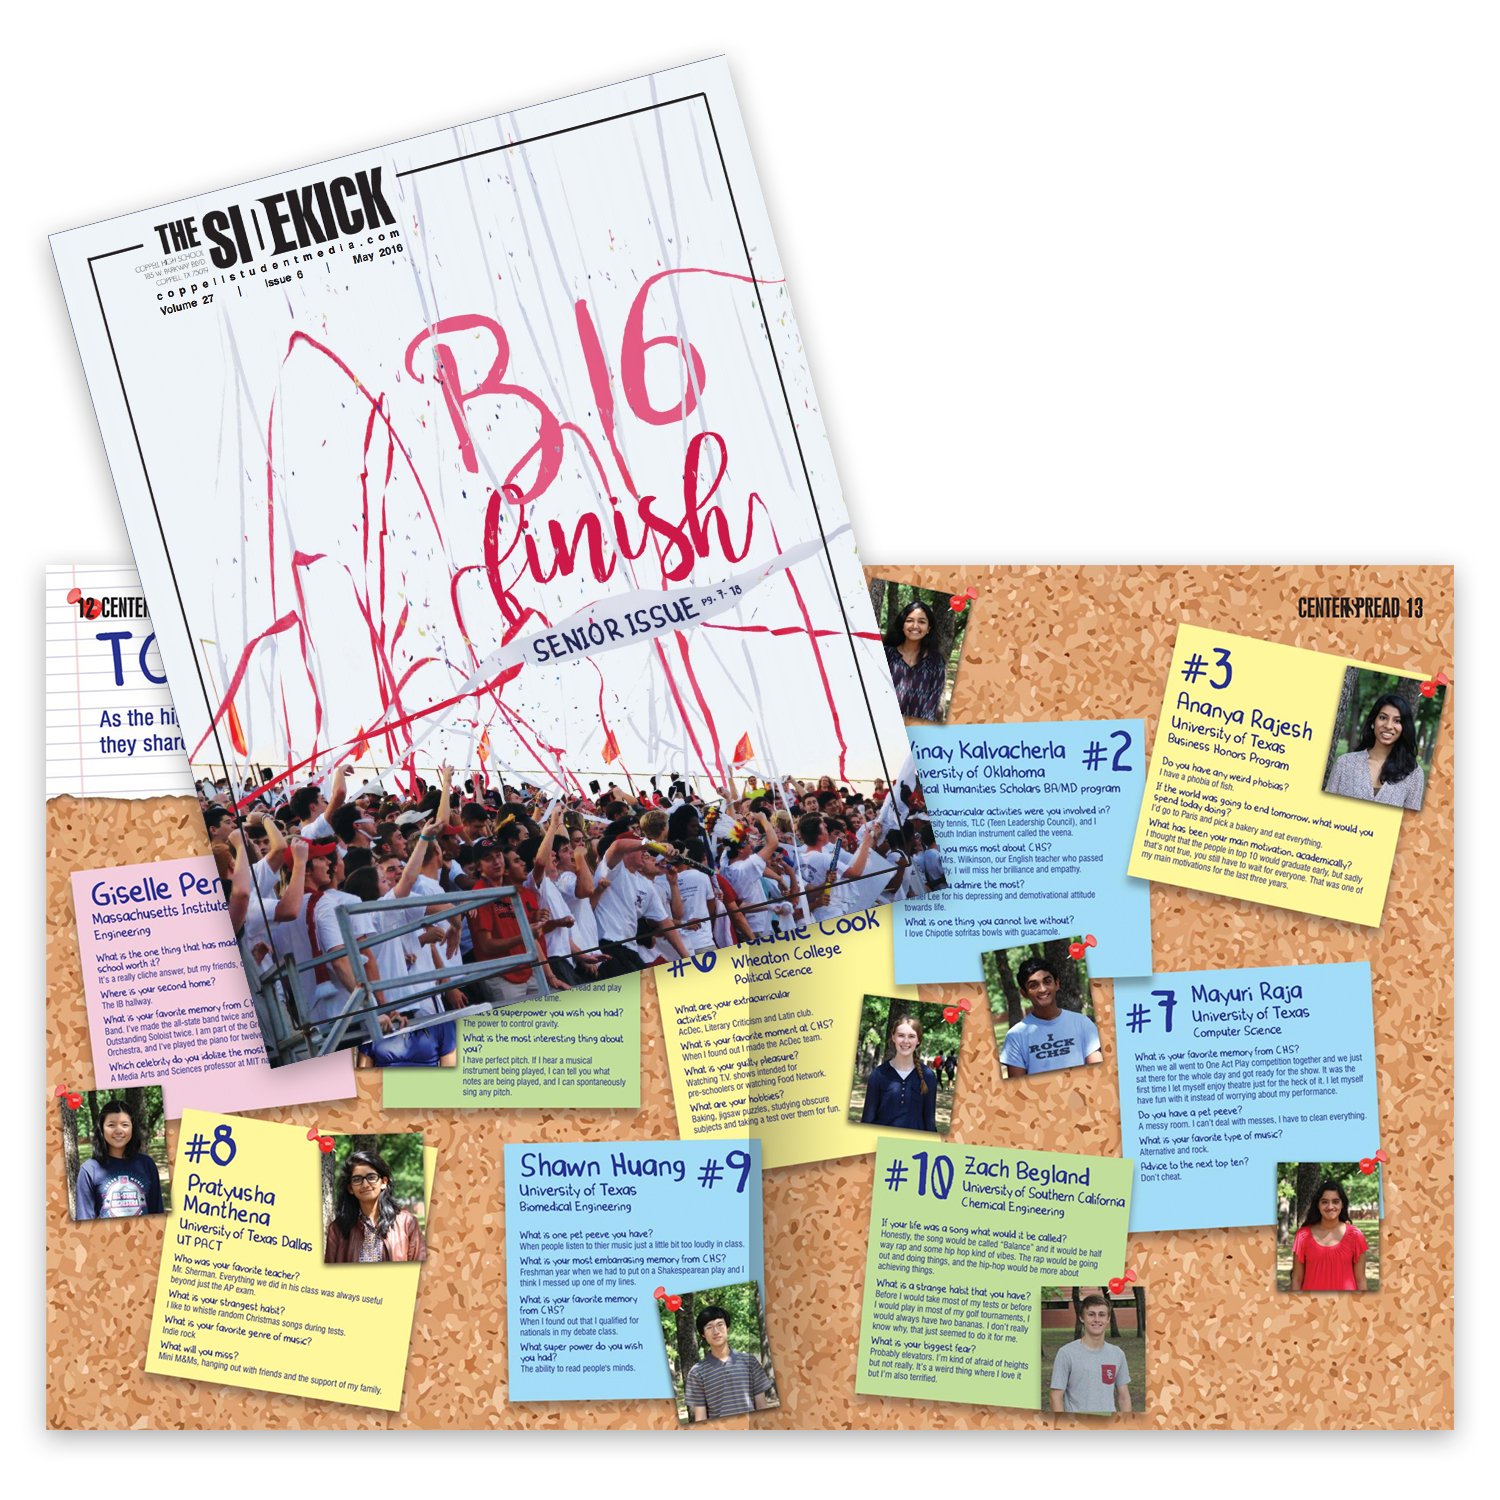 THE SIDEKICK
COPPELL HIGH SCHOOL
185 W PARKWAY BLVD.
COPPELL TX 75019
coppellstudentmedia.com
Volume 27 | Issue 6 | May 2016
B 16
finish
SENIOR ISSUE pg. 7-18
12 CENTER
As the
they
CENTERSPREAD 13
Giselle
Massachusetts Institute
Engineering
What is the one thing that has made
school worth it?
It's a really cliche answer, but my friends,
Where is your second home?
The IB hallway.
What is your favorite memory from
Band. I've made the all-state band twice and
Outstanding Soloist twice. I am part of the
Orchestra, and I've played the piano for twelve
Which celebrity do you idolize the most
A Media Arts and Sciences professor at MIT
read and play
free time.
a superpower you wish you had?
The power to control gravity.
What is the most interesting thing about
you?
I have perfect pitch. If I hear a musical
instrument being played, I can tell you what
notes are being played, and I can spontaneously
sing any pitch.
#6 Cook
Wheaton College
Political Science
What are your extracurricular
activities?
AcDec, Literary Criticism and Latin club.
What is your favorite moment at CHS?
When I found out I made the AcDec team.
What is your guilty pleasure?
Watching T.V. shows intended for
pre-schoolers or watching Food Network.
What are your hobbies?
Baking, jigsaw puzzles, studying obscure
subjects and taking a test over them for fun.
Kalvacherla #2
of Oklahoma
Humanities Scholars BA/MD program
extracurricular activities were you involved in?
tennis, TLC (Teen Leadership Council), and I
South Indian instrument called the veena.
you miss most about CHS?
Mrs. Wilkinson, our English teacher who passed
I will miss her brilliance and empathy.
you admire the most?
Lee for his depressing and demotivational attitude
towards life.
What is one thing you cannot live without?
I love Chipotle sofritas bowls with guacamole.
#3
Ananya Rajesh
University of Texas
Business Honors Program
Do you have any weird phobias?
I have a phobia of fish.
If the world was going to end tomorrow, what would you
spend today doing?
I'd go to Paris and pick a bakery and eat everything.
What has been your main motivation, academically?
I thought that the people in top 10 would graduate early, but sadly
that's not true, you still have to wait for everyone. That was one of
my main motivations for the last three years.
I ROCK CHS
#7 Mayuri Raja
University of Texas
Computer Science
What is your favorite memory from CHS?
When we all went to One Act Play competition together and we just
sat there for the whole day and got ready for the show. It was the
first time I let myself enjoy theatre just for the heck of it. I let myself
have fun with it instead of worrying about my performance.
Do you have a pet peeve?
A messy room. I can't deal with messes, I have to clean everything.
What is your favorite type of music?
Alternative and rock.
Advice to the next top ten?
Don't cheat.
#8
Pratyusha
Manthena
University of Texas Dallas
UT PACT
Who was your favorite teacher?
Mr. Sherman. Everything we did in his class was always useful
beyond just the AP exam.
What is your strangest habit?
I like to whistle random Christmas songs during tests.
What is your favorite genre of music?
Indie rock
What will you miss?
Mini M&Ms, hanging out with friends and the support of my family.
Shawn Huang #9
University of Texas
Biomedical Engineering
What is one pet peeve you have?
When people listen to thier music just a little bit too loudly in class.
What is your most embarrasing memory from CHS?
Freshman year when we had to put on a Shakespearean play and I
think I messed up one of my lines.
What is your favorite memory
from CHS?
When I found out that I qualified for
nationals in my debate class.
What super power do you wish
you had?
The ability to read people's minds.
#10 Zach Begland
University of Southern California
Chemical Engineering
If your life was a song what would it be called?
Honestly, the song would be called "Balance" and it would be half
way rap and some hip hop kind of vibes. The rap would be going
out and doing things, and the hip-hop would be more about
achieving things.
What is a strange habit that you have?
Before I would take most of my tests or before
I would play in most of my golf tournaments, I
would always have two bananas. I don't really
know why, that just seemed to do it for me.
What is your biggest fear?
Probably elevators. I'm kind of afraid of heights
but not really. It's a weird thing where I love it
but I'm also terrified.